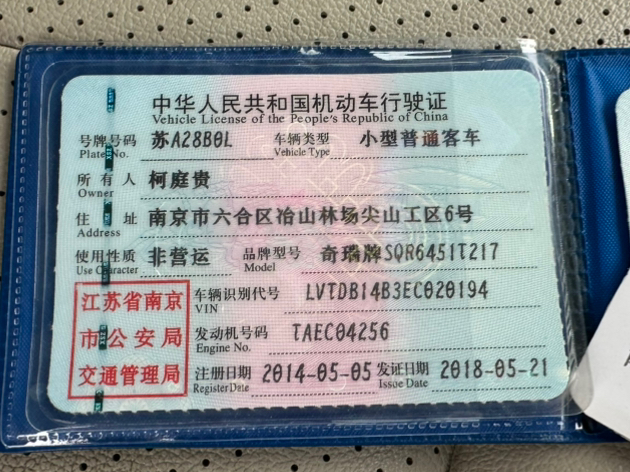 中华人民共和国机动车行驶证
Vehicle License of the People's Republic of China
号牌号码 苏A28B0L 车辆类型 小型普通客车
Plate No. Vehicle Type
所有人 柯庭贵
Owner
住址 南京市六合区冶山林场尖山工区6号
Address
使用性质 非营运 品牌型号 奇瑞牌SQR6451T217
Use Character Model
江苏省南京
市公安局
交通管理局
车辆识别代号 LVTDB14B3EC020194
VIN
发动机号码 TAEC04256
Engine No.
注册日期 2014-05-05 发证日期 2018-05-21
Register Date Issue Date